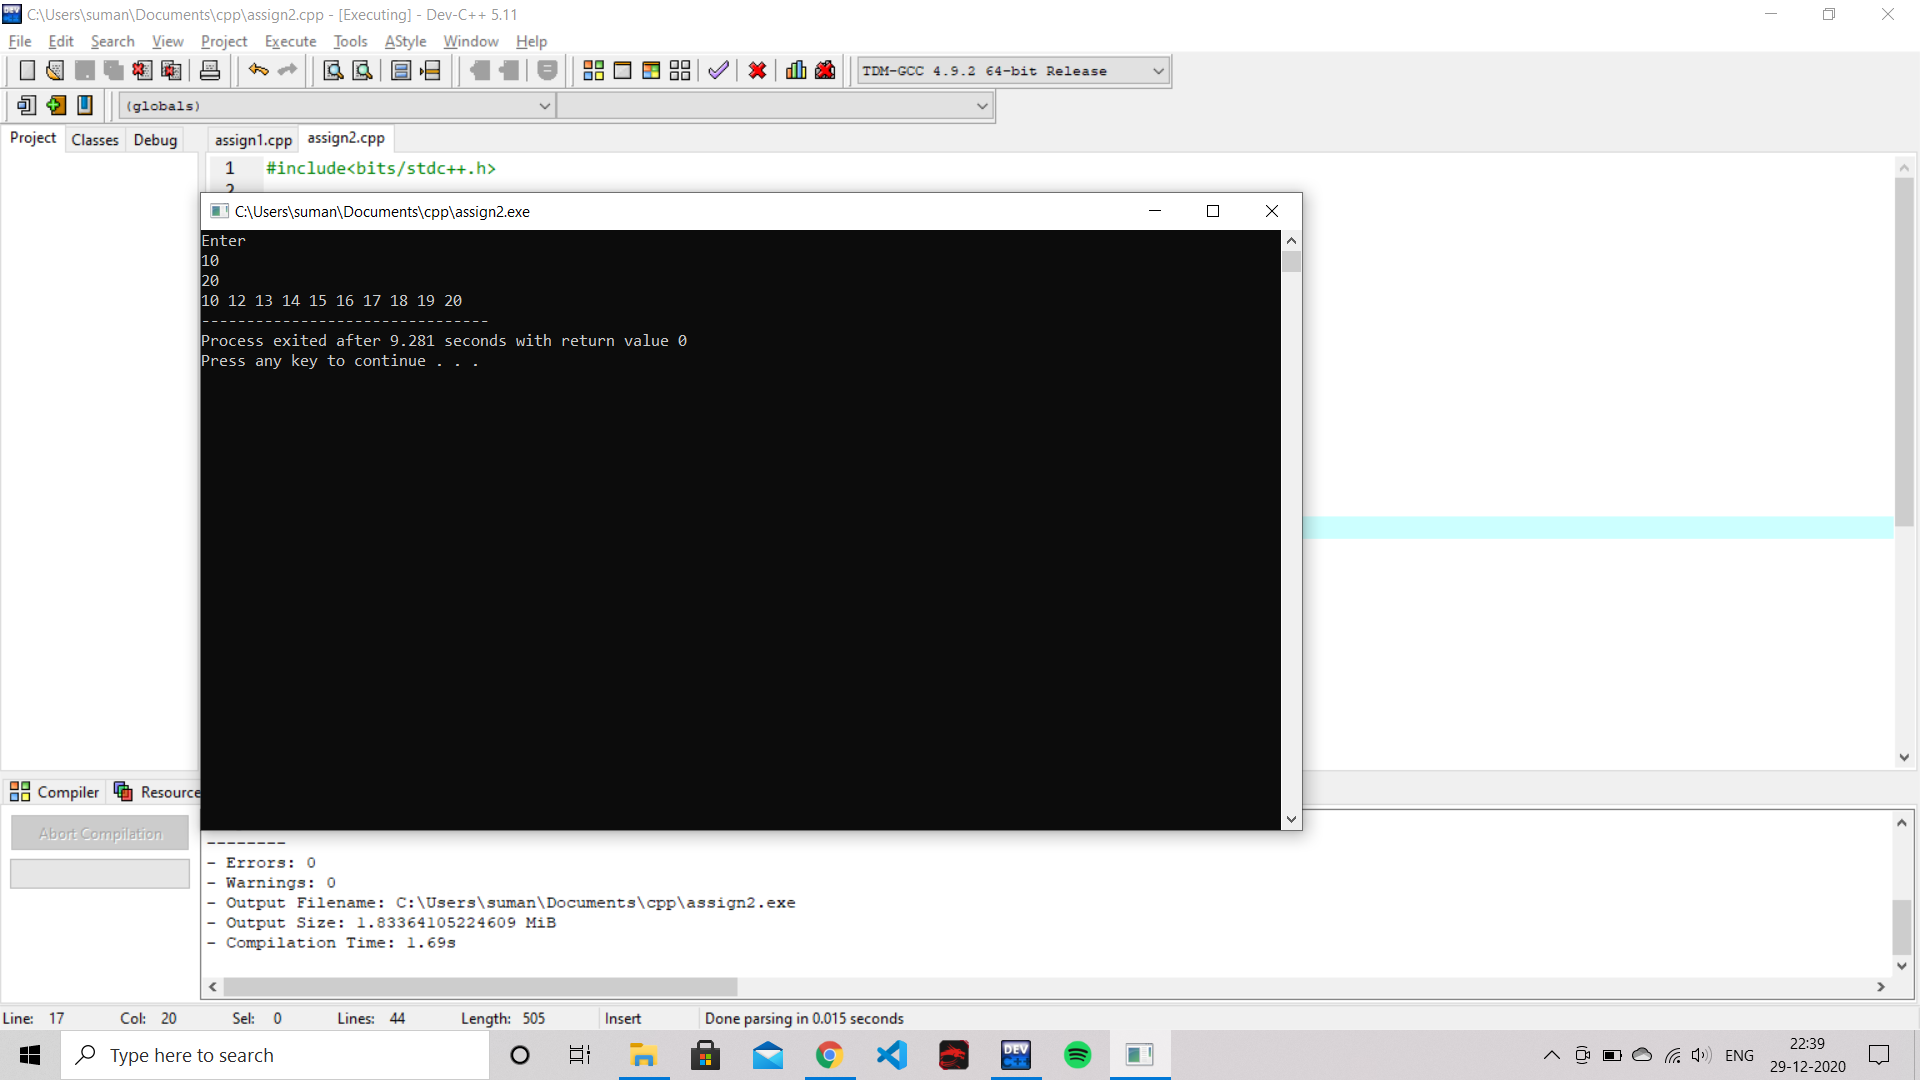 C:\Users\suman\Documents\cpp\assign2.cpp - [Executing] - Dev-C++ 5.11
File Edit Search View Project Execute Tools AStyle Window Help
TDM-GCC 4.9.2 64-bit Release
(globals)
Project Classes Debug assign1.cpp assign2.cpp
1 #include<bits/stdc++.h>
2
C:\Users\suman\Documents\cpp\assign2.exe
Enter
10
20
10 12 13 14 15 16 17 18 19 20
--------------------------------
Process exited after 9.281 seconds with return value 0
Press any key to continue . . .
Compiler Resource
Abort Compilation
--------
- Errors: 0
- Warnings: 0
- Output Filename: C:\Users\suman\Documents\cpp\assign2.exe
- Output Size: 1.83364105224609 MiB
- Compilation Time: 1.69s
Line: 17 Col: 20 Sel: 0 Lines: 44 Length: 505 Insert Done parsing in 0.015 seconds
Type here to search
DEV C++
ENG
22:39
29-12-2020